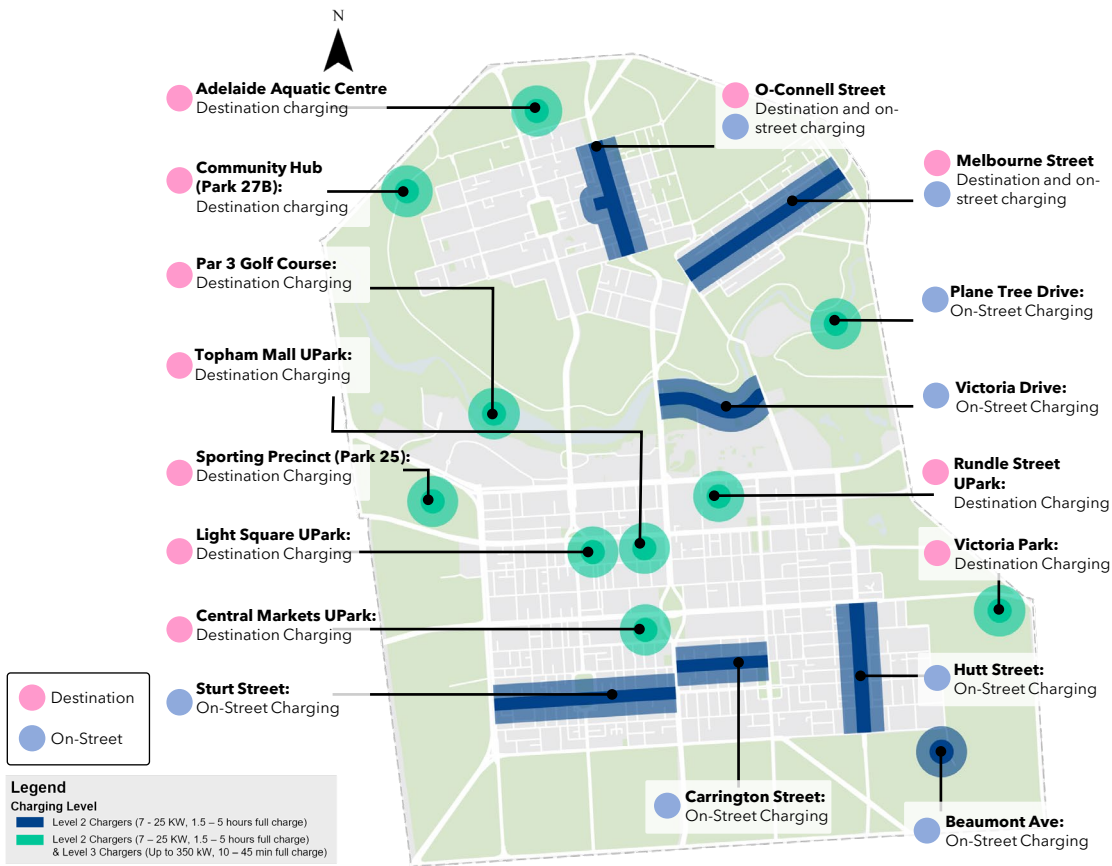 N
Adelaide Aquatic Centre
Destination charging
Community Hub
(Park 27B):
Destination charging
Par 3 Golf Course:
Destination Charging
Topham Mall UPark:
Destination Charging
Sporting Precinct (Park 25):
Destination Charging
Light Square UPark:
Destination Charging
Central Markets UPark:
Destination Charging
Sturt Street:
On-Street Charging
O-Connell Street
Destination and on-
street charging
Melbourne Street
Destination and on-
street charging
Plane Tree Drive:
On-Street Charging
Victoria Drive:
On-Street Charging
Rundle Street
UPark:
Destination Charging
Victoria Park:
Destination Charging
Hutt Street:
On-Street Charging
Carrington Street:
On-Street Charging
Beaumont Ave:
On-Street Charging
Destination
On-Street
Legend
Charging Level
Level 2 Chargers (7 - 25 KW, 1.5 – 5 hours full charge)
Level 2 Chargers (7 – 25 KW, 1.5 – 5 hours full charge)
& Level 3 Chargers (Up to 350 kW, 10 – 45 min full charge)